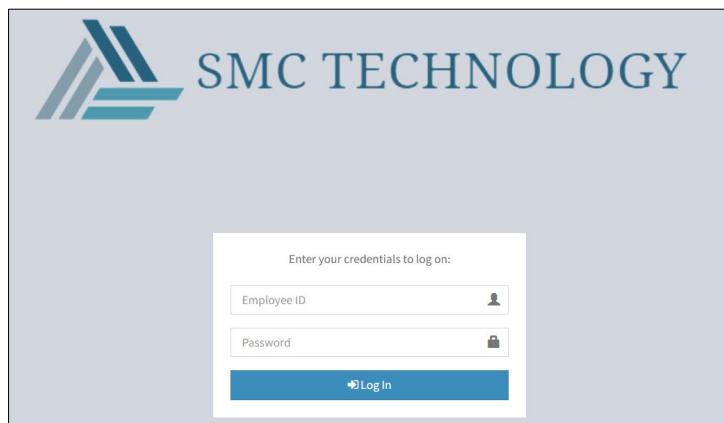 SMC TECHNOLOGY
Enter your credentials to log on:
Employee ID
Password
Log In